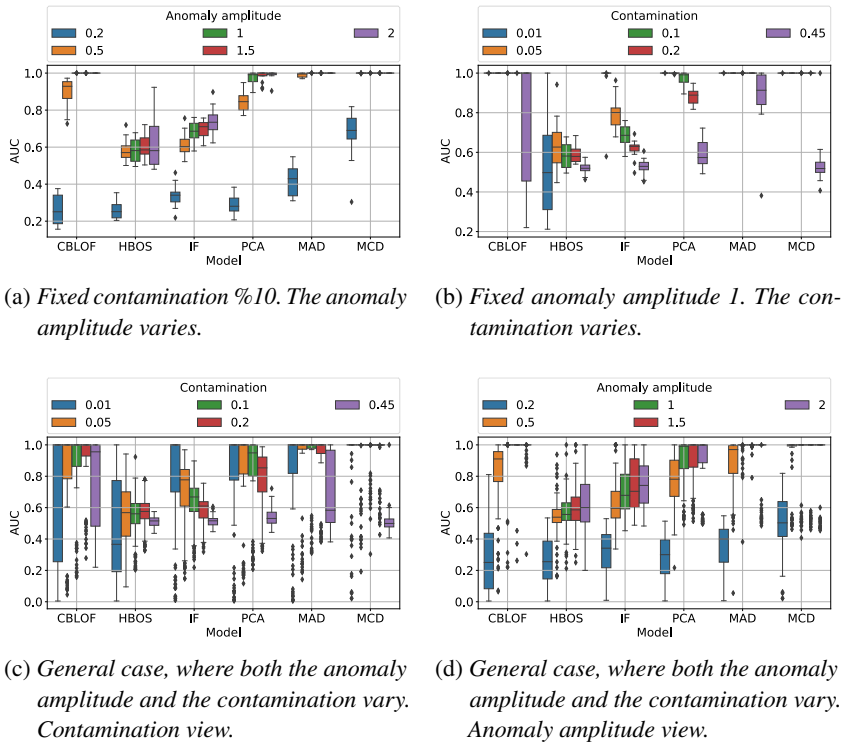 Anomaly amplitude
0.2 1 2
0.5 1.5
1.0
0.8
0.6
0.4
0.2
AUC
CBLOF HBOS IF PCA MAD MCD
Model
(a) Fixed contamination %10. The anomaly
amplitude varies.
Contamination
0.01 0.1 0.45
0.05 0.2
1.0
0.8
0.6
0.4
0.2
AUC
CBLOF HBOS IF PCA MAD MCD
Model
(b) Fixed anomaly amplitude 1. The con-
tamination varies.
Contamination
0.01 0.1 0.45
0.05 0.2
1.0
0.8
0.6
0.4
0.2
0.0
AUC
CBLOF HBOS IF PCA MAD MCD
Model
(c) General case, where both the anomaly
amplitude and the contamination vary.
Contamination view.
Anomaly amplitude
0.2 1 2
0.5 1.5
1.0
0.8
0.6
0.4
0.2
0.0
AUC
CBLOF HBOS IF PCA MAD MCD
Model
(d) General case, where both the anomaly
amplitude and the contamination vary.
Anomaly amplitude view.